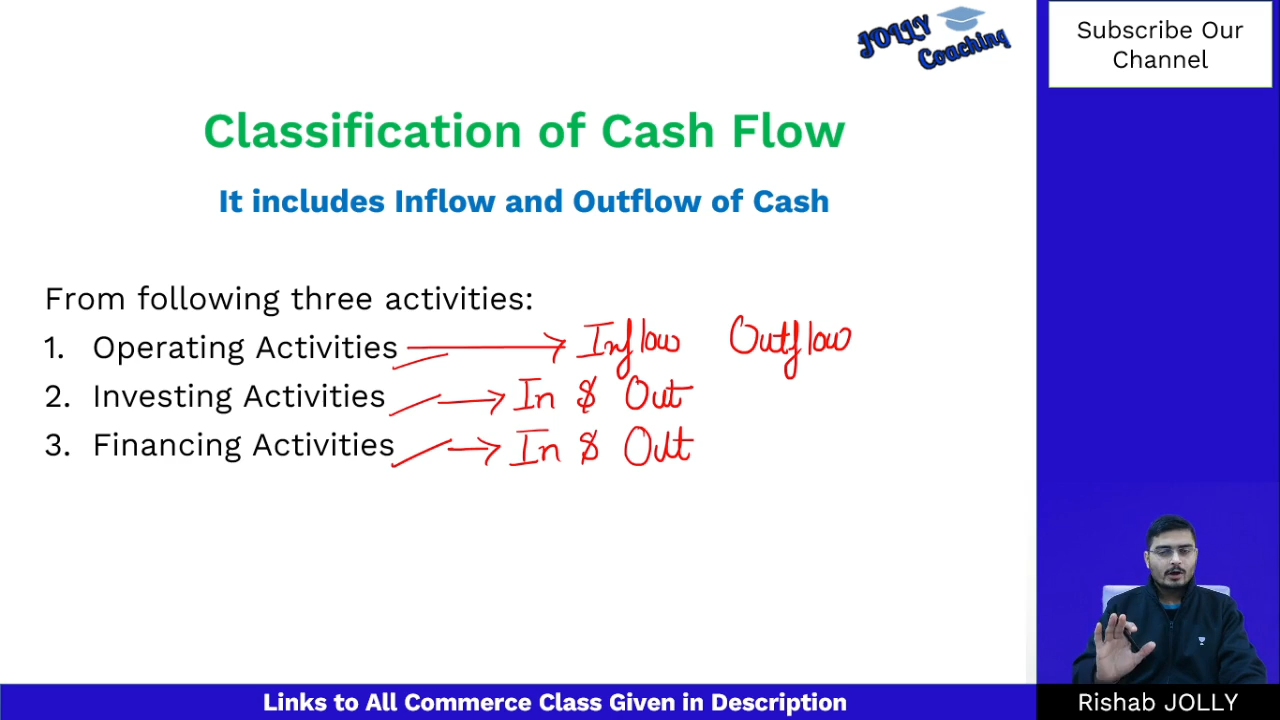 JOLLY
Coaching
Subscribe Our
Channel
Classification of Cash Flow
It includes Inflow and Outflow of Cash
From following three activities:
1. Operating Activities → Inflow Outflow
2. Investing Activities → In $ Out
3. Financing Activities → In $ Out
Links to All Commerce Class Given in Description
Rishab JOLLY